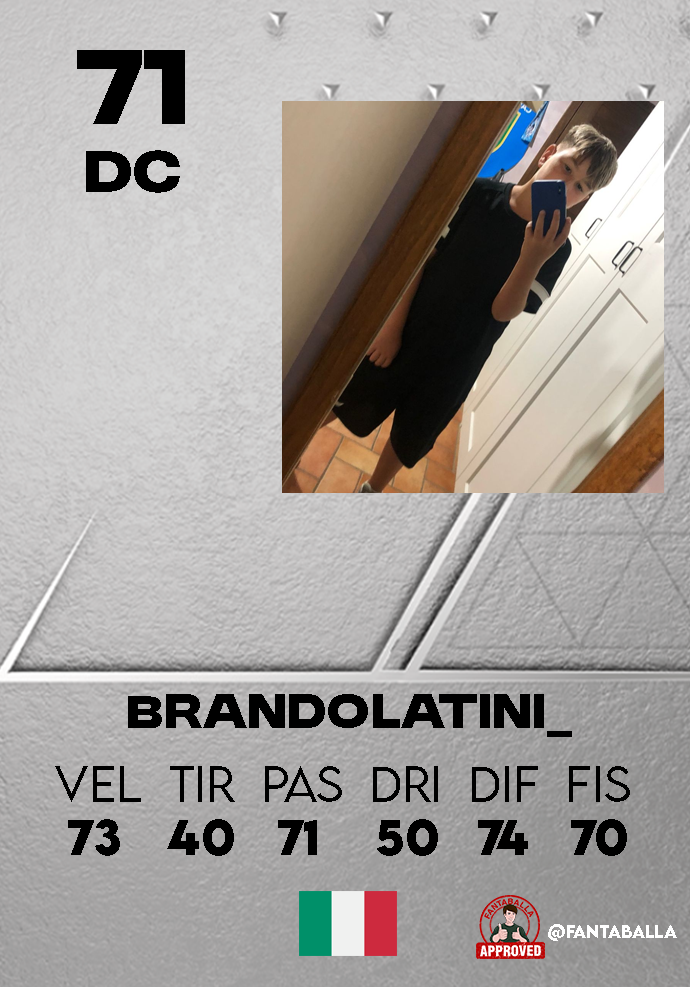 71
DC
BRANDOLATINI_
VEL TIR PAS DRI DIF FIS
73 40 71 50 74 70
FANTABALLA
APPROVED
@FANTABALLA